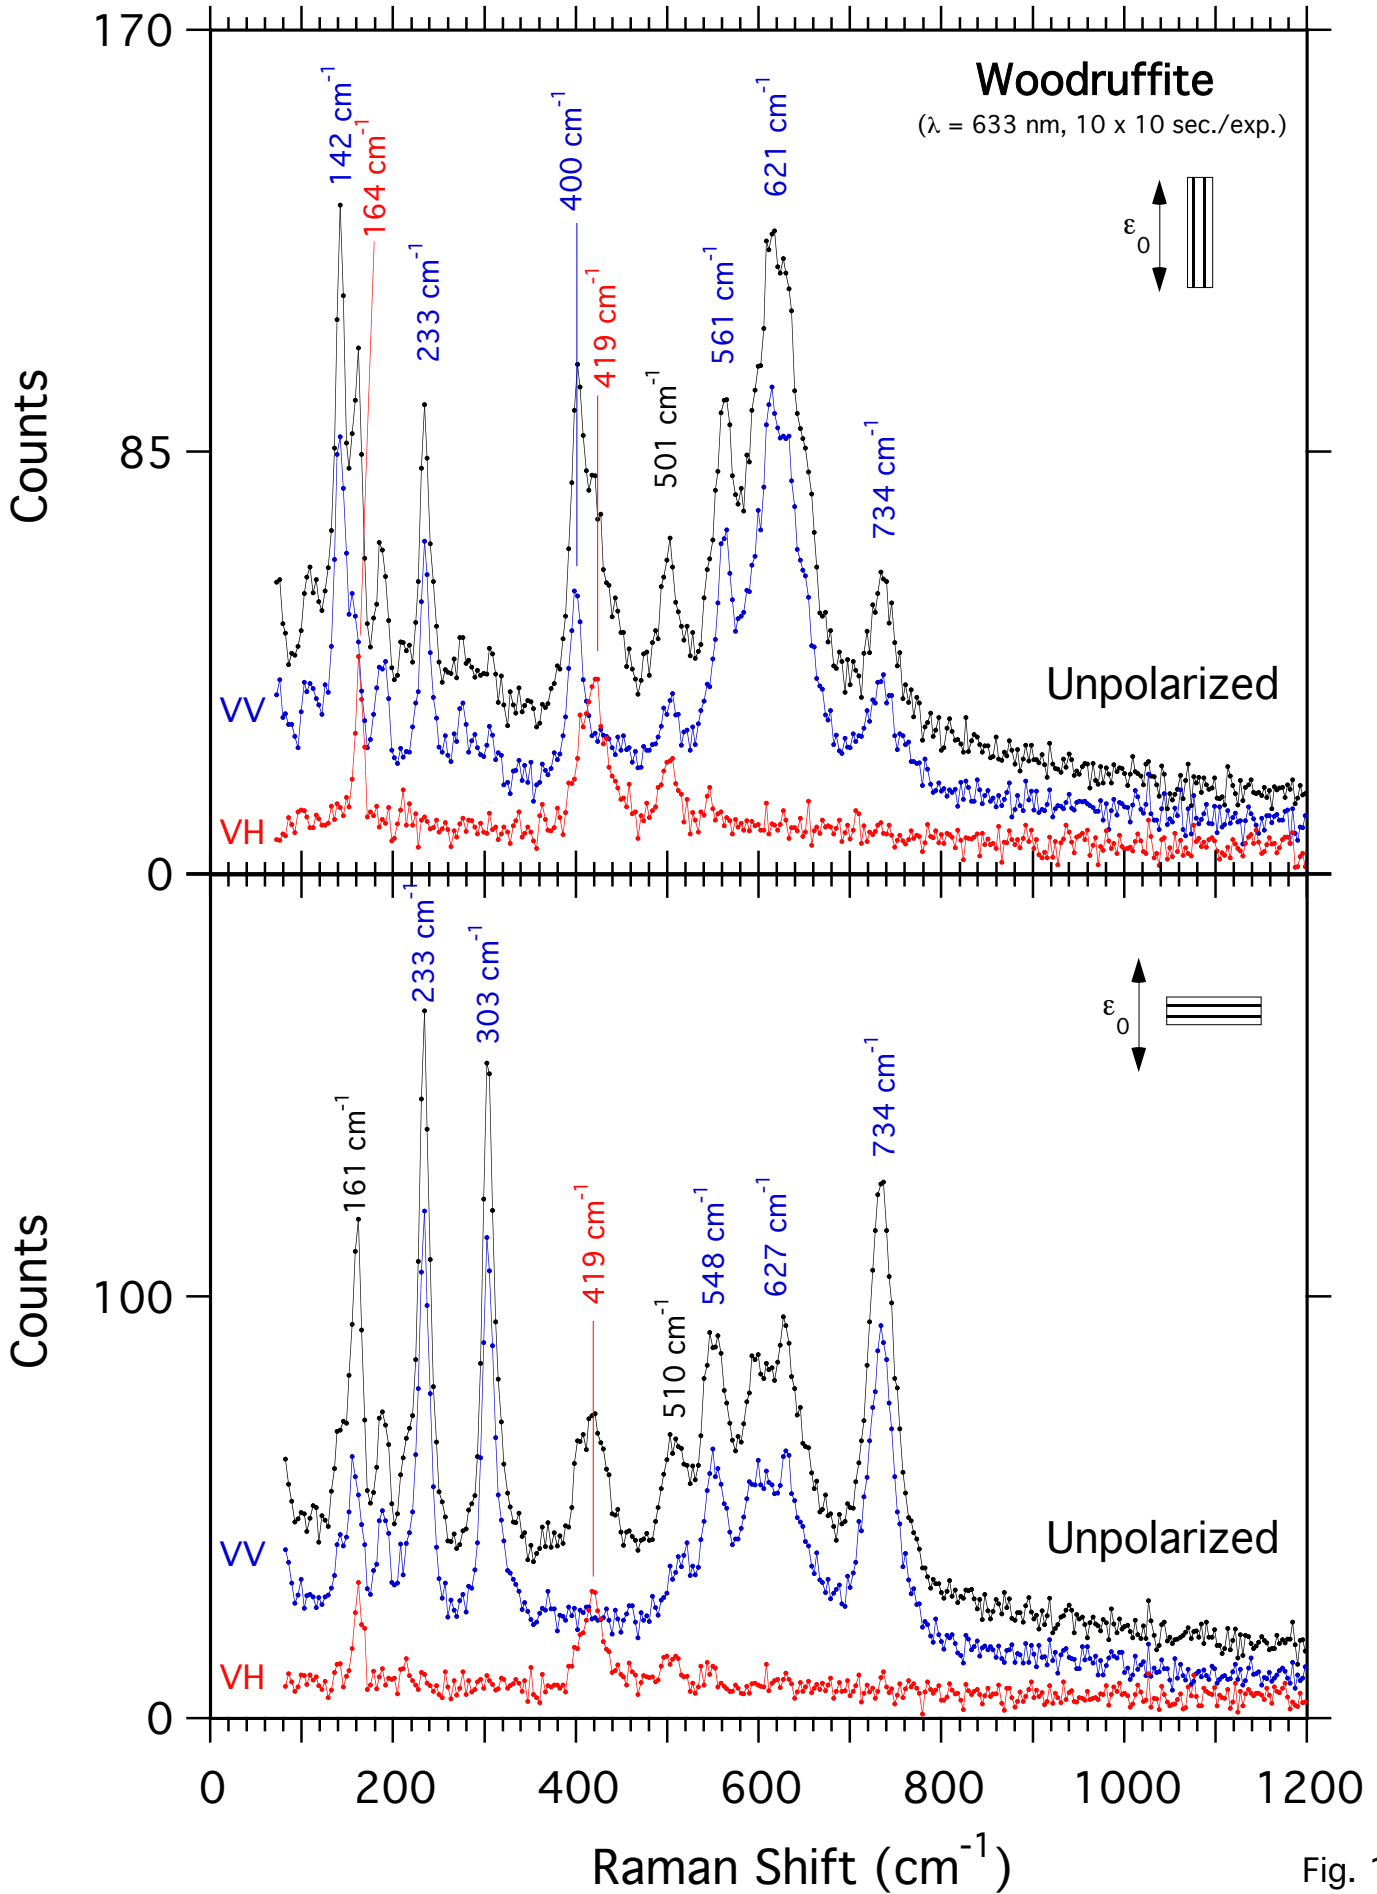 170
Woodruffite
(λ = 633 nm, 10 x 10 sec./exp.)
142 cm⁻¹
164 cm⁻¹
233 cm⁻¹
400 cm⁻¹
419 cm⁻¹
501 cm⁻¹
561 cm⁻¹
621 cm⁻¹
734 cm⁻¹
ε₀
Counts
85
Unpolarized
VV
VH
0
233 cm⁻¹
303 cm⁻¹
161 cm⁻¹
419 cm⁻¹
510 cm⁻¹
548 cm⁻¹
627 cm⁻¹
734 cm⁻¹
ε₀
Counts
100
Unpolarized
VV
VH
0
0 200 400 600 800 1000 1200
Raman Shift (cm⁻¹)
Fig.